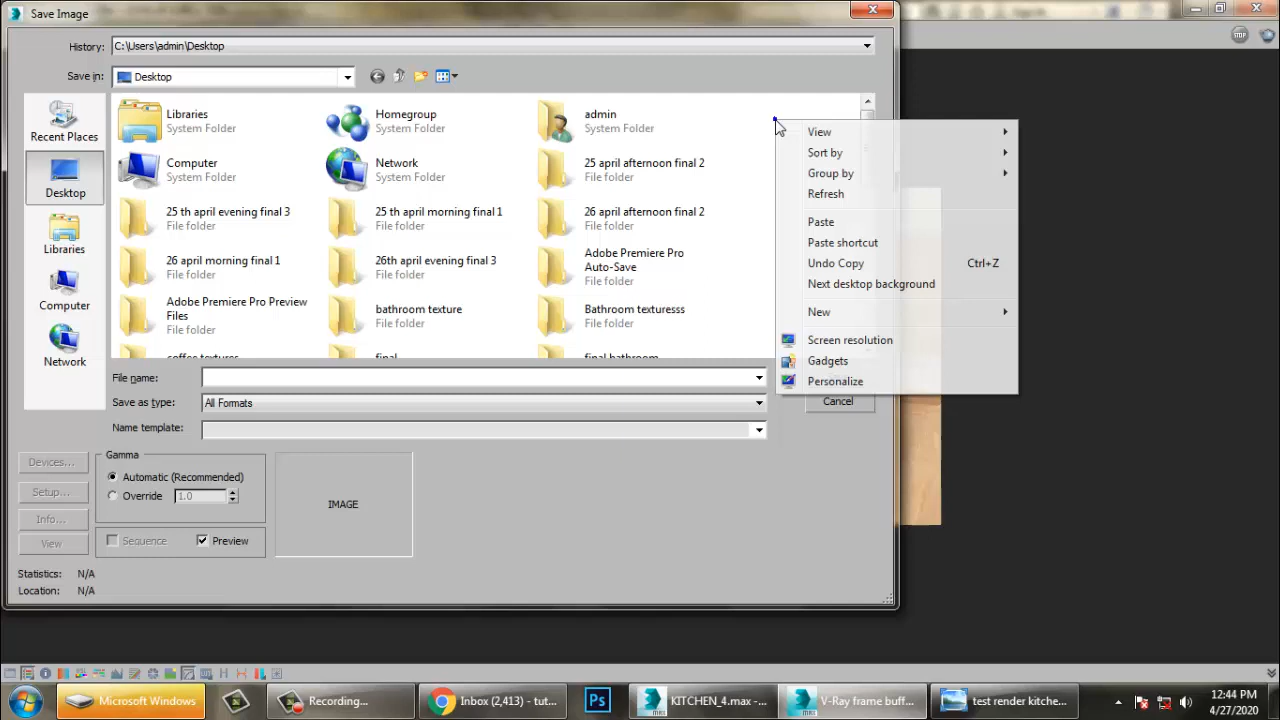 Save Image
History: C:\Users\admin\Desktop
Save in: Desktop
Recent Places
Desktop
Libraries
Computer
Network
Libraries
System Folder
Homegroup
System Folder
admin
System Folder
Computer
System Folder
Network
System Folder
25 april afternoon final 2
File folder
25 th april evening final 3
File folder
25 th april morning final 1
File folder
26 april afternoon final 2
File folder
26 april morning final 1
File folder
26th april evening final 3
File folder
Adobe Premiere Pro
Auto-Save
File folder
Adobe Premiere Pro Preview
Files
File folder
bathroom texture
File folder
Bathroom texturesss
File folder
coffee textures
final
final bathroom
View
Sort by
Group by
Refresh
Paste
Paste shortcut
Undo Copy Ctrl+Z
Next desktop background
New
Screen resolution
Gadgets
Personalize
File name:
Save as type: All Formats
Cancel
Name template:
Devices...
Setup...
Info...
View
Gamma
Automatic (Recommended)
Override 1.0
Sequence
Preview
IMAGE
Statistics: N/A
Location: N/A
STOP
Microsoft Windows
Recording...
Inbox (2,413) - tut...
Ps
KITCHEN_4.max -...
V-Ray frame buff...
test render kitche...
12:44 PM
4/27/2020